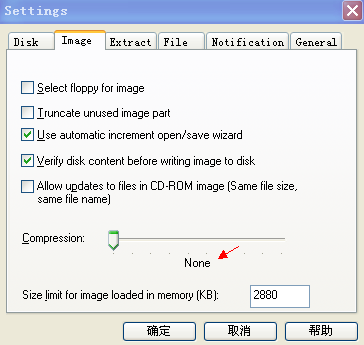 Settings
Disk Image Extract File Notification General
Select floppy for image
Truncate unused image part
Use automatic increment open/save wizard
Verify disk content before writing image to disk
Allow updates to files in CD-ROM image (Same file size,
same file name)
Compression:
None
Size limit for image loaded in memory (KB): 2880
确定 取消 帮助